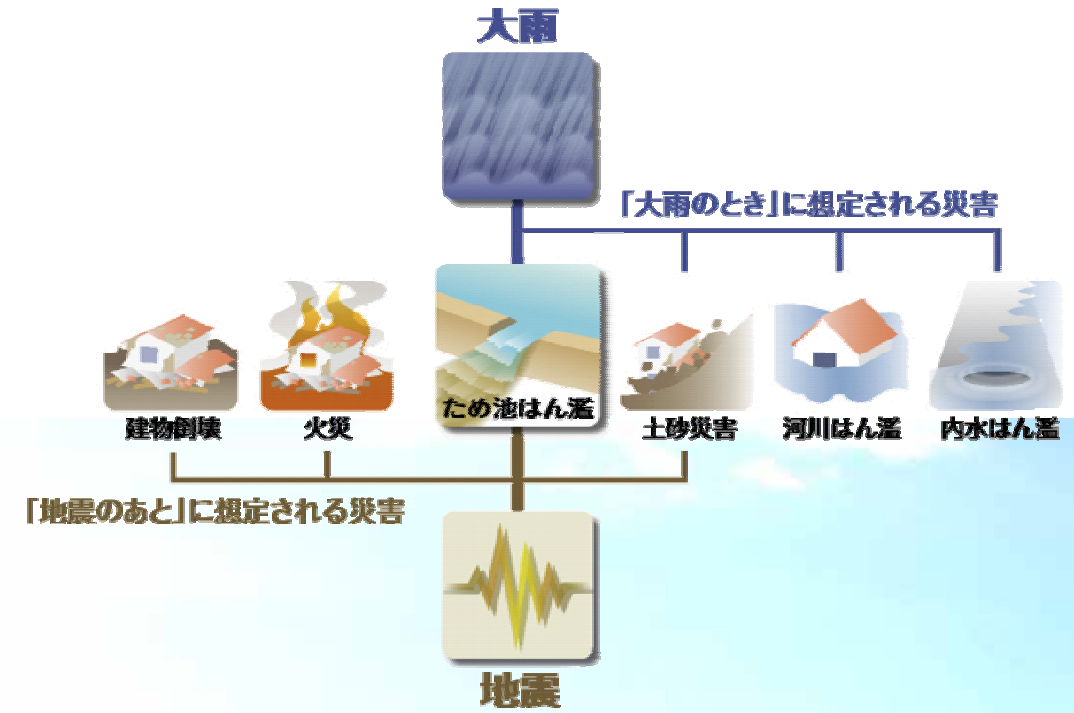 大雨
「大雨のとき」に想定される災害
建物倒壊
火災
ため池はん濫
土砂災害
河川はん濫
内水はん濫
「地震のあと」に想定される災害
地震